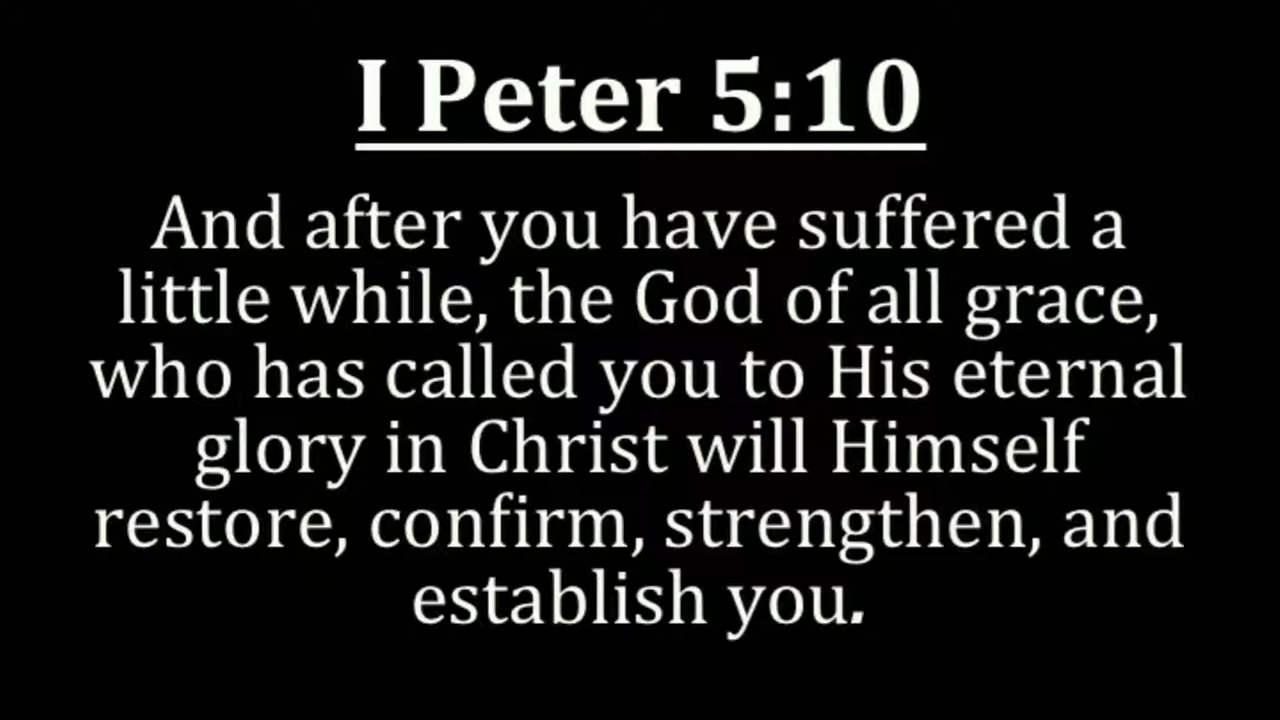 I Peter 5:10
And after you have suffered a
little while, the God of all grace,
who has called you to His eternal
glory in Christ will Himself
restore, confirm, strengthen, and
establish you.